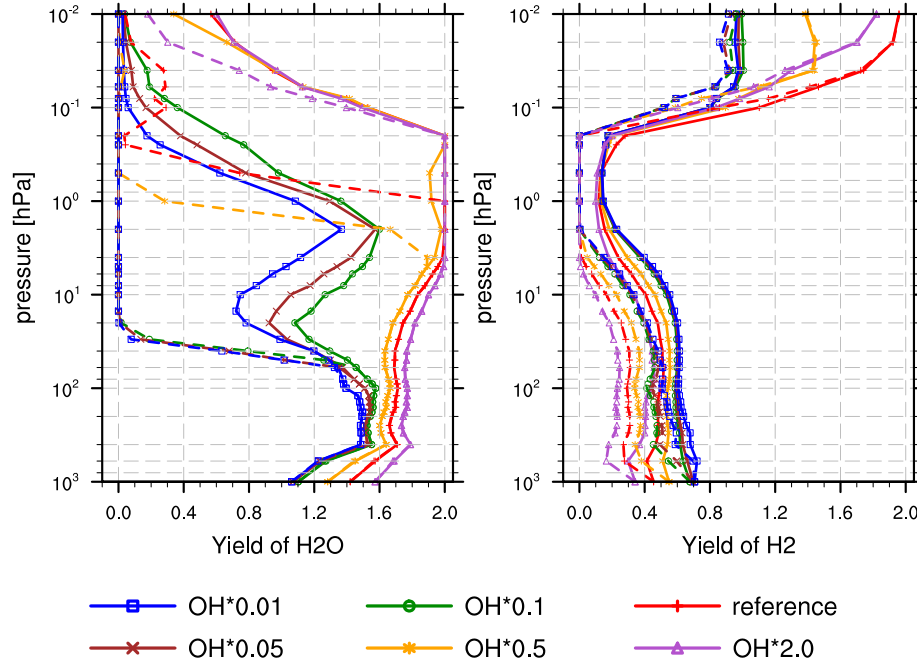 10-2
10-1
100
101
102
103
pressure [hPa]
0.0 0.4 0.8 1.2 1.6 2.0
Yield of H2O
10-2
10-1
100
101
102
103
pressure [hPa]
0.0 0.4 0.8 1.2 1.6 2.0
Yield of H2
OH*0.01 OH*0.1 reference
OH*0.05 OH*0.5 OH*2.0